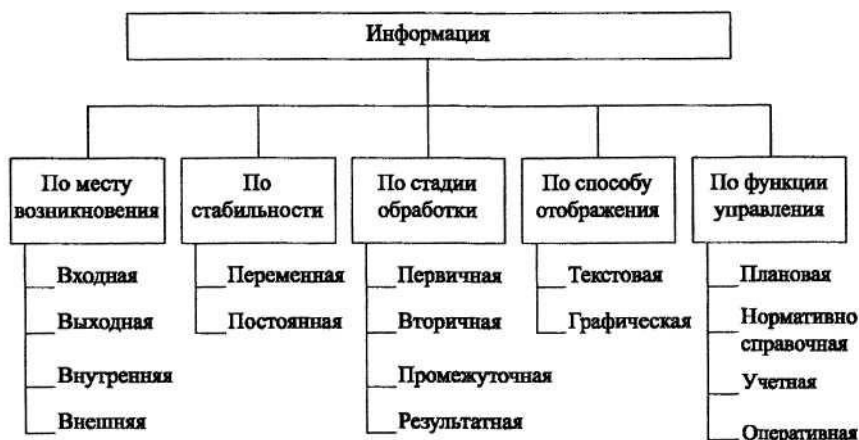 Информация
По месту
возникновения
Входная
Выходная
Внутренняя
Внешняя
По
стабильности
Переменная
Постоянная
По стадии
обработки
Первичная
Вторичная
Промежуточная
Результатная
По способу
отображения
Текстовая
Графическая
По функции
управления
Плановая
Нормативно
справочная
Учетная
Оперативная